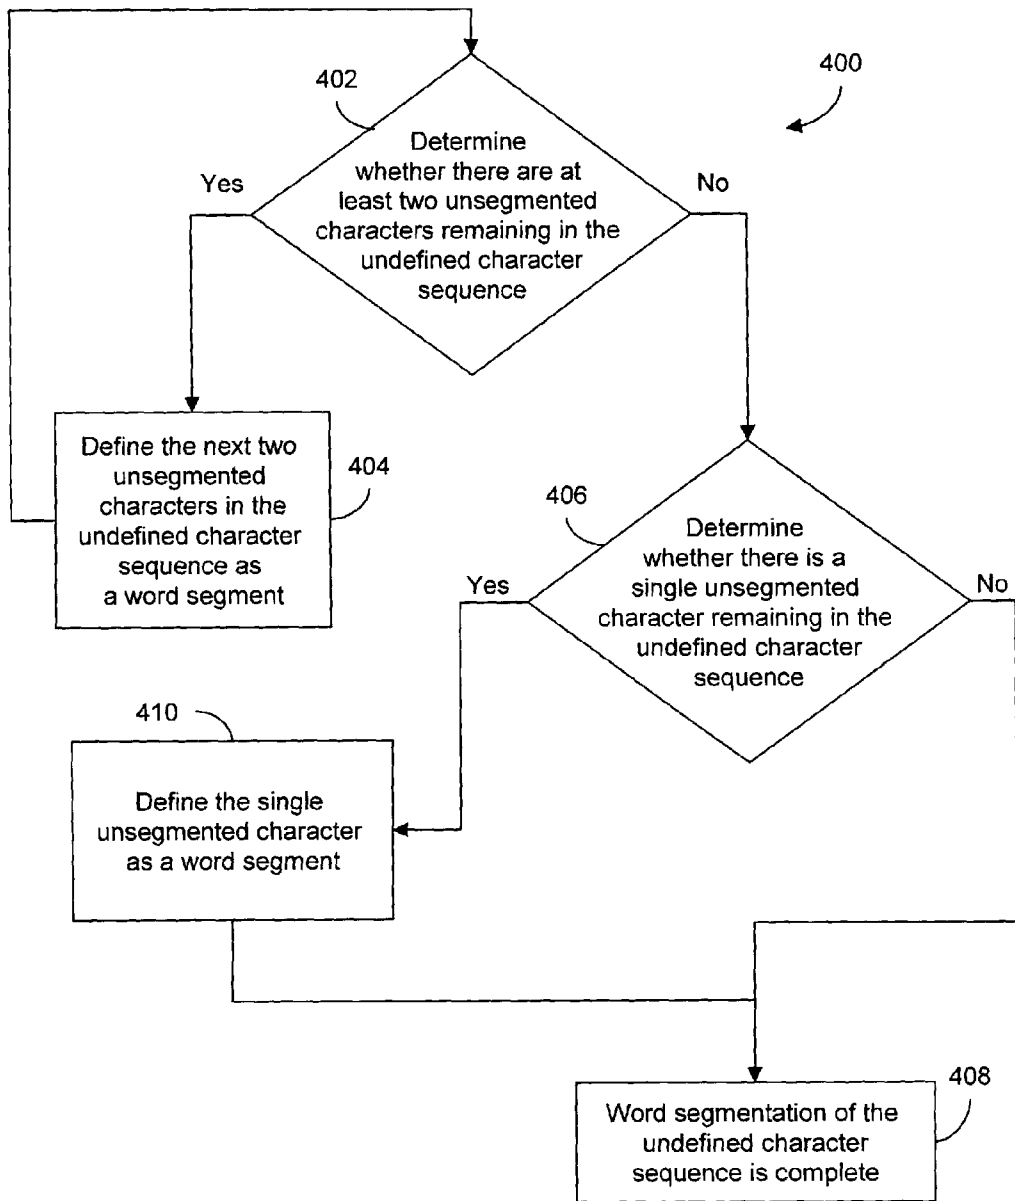 400
402
Determine
whether there are at
least two unsegmented
characters remaining in the
undefined character
sequence
Yes
No
Define the next two
unsegmented
characters in the
undefined character
sequence as
a word segment
404
406
Determine
whether there is a
single unsegmented
character remaining in the
undefined character
sequence
Yes
No
410
Define the single
unsegmented character
as a word segment
408
Word segmentation of the
undefined character
sequence is complete